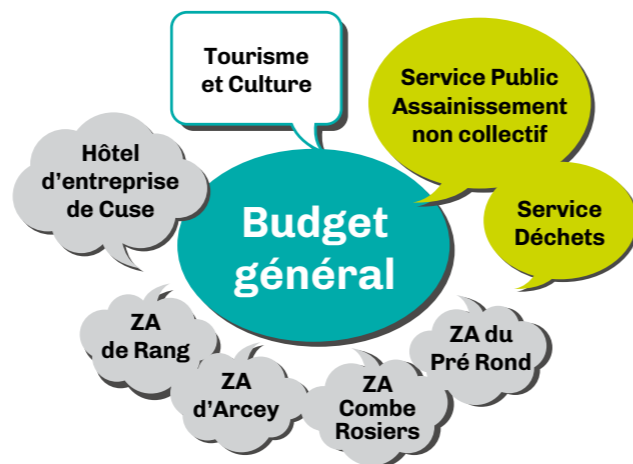 Tourisme
et Culture
Service Public
Assainissement
non collectif
Hôtel
d'entreprise
de Cuse
Budget
général
Service
Déchets
ZA
de Rang
ZA
d'Arcey
ZA
Combe
Rosiers
ZA du
Pré Rond